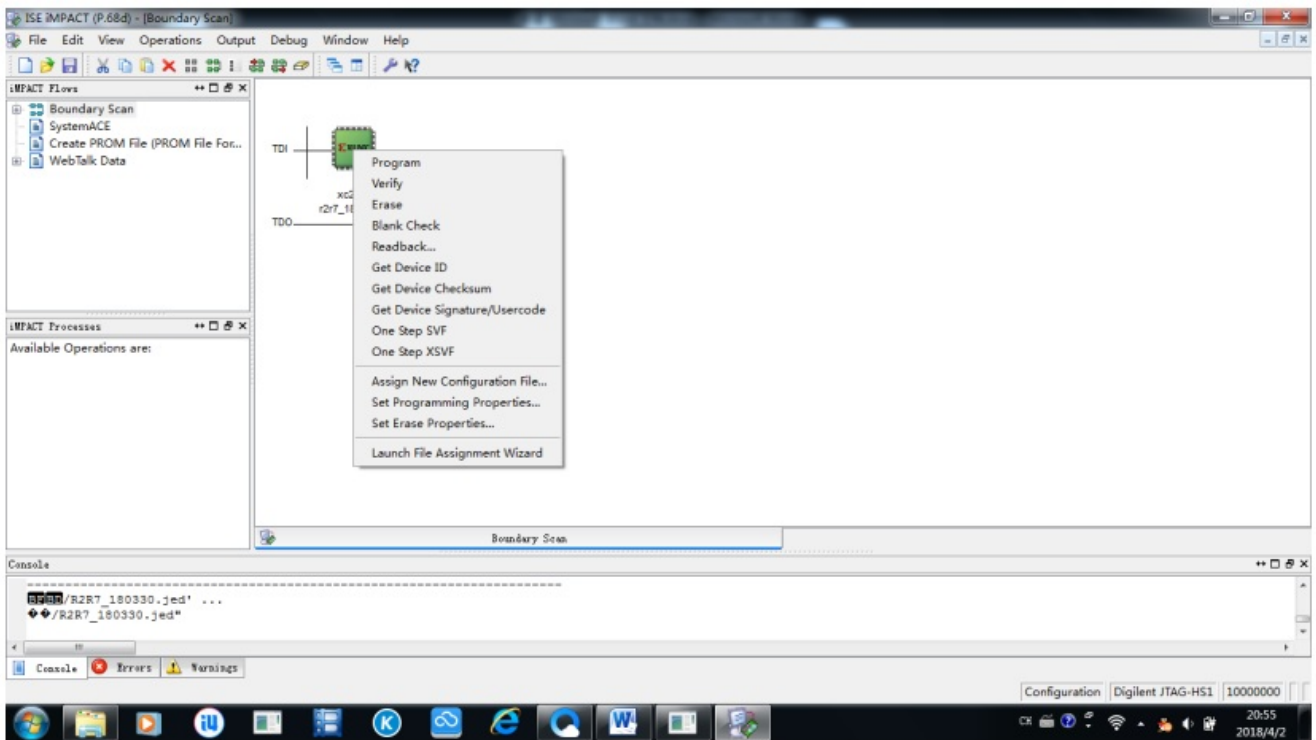 ISE iMPACT (P.68d) - [Boundary Scan]
File Edit View Operations Output Debug Window Help
iMPACT Flows
Boundary Scan
SystemACE
Create PROM File (PROM File For...
WebTalk Data
TDI
TDO
Program
Verify
Erase
Blank Check
Readback...
Get Device ID
Get Device Checksum
Get Device Signature/Usercode
One Step SVF
One Step XSVF
Assign New Configuration File...
Set Programming Properties...
Set Erase Properties...
Launch File Assignment Wizard
iMPACT Processes
Available Operations are:
Boundary Scan
Console
BF BD/R2R7_180330.jed' ...
��/R2R7_180330.jed"
Console Errors Warnings
Configuration Digilent JTAG-HS1 10000000
CH
20:55
2018/4/2